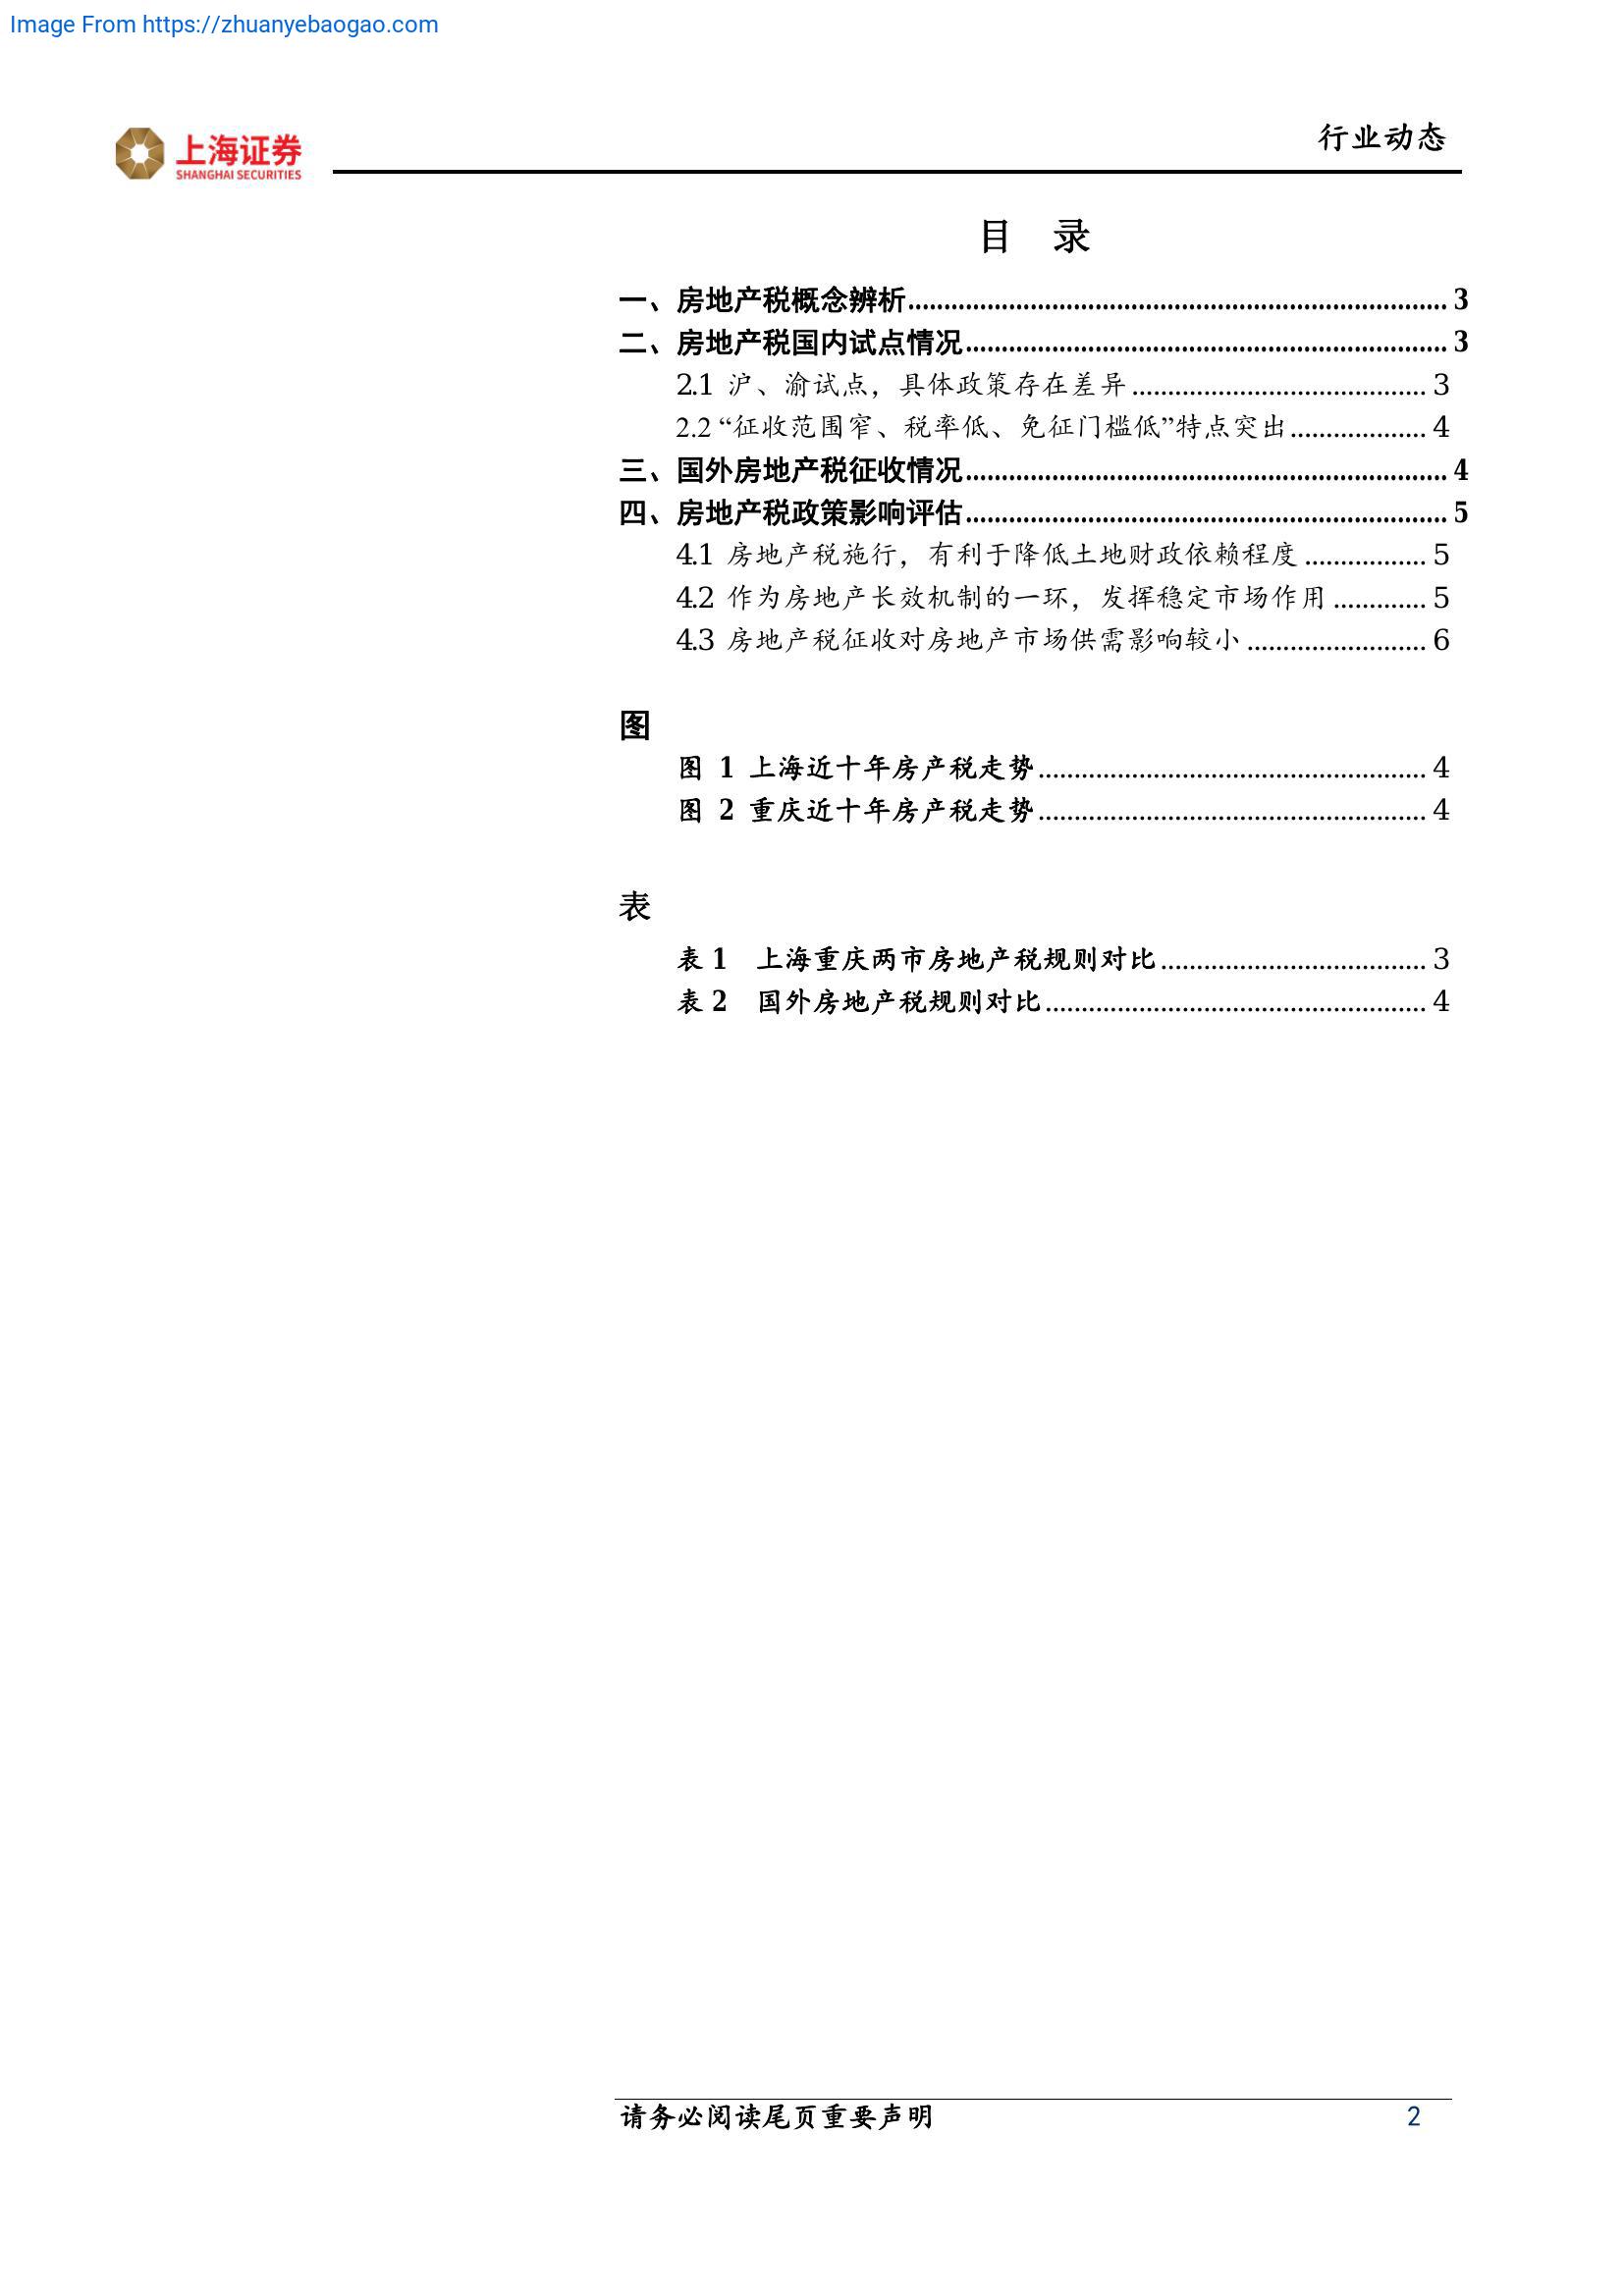 Image From https://zhuanyebaogao.com
上海证券
SHANGHAI SECURITIES
行业动态
目 录
一、房地产税概念辨析 3
二、房地产税国内试点情况 3
2.1 沪、渝试点，具体政策存在差异 3
2.2 “征收范围窄、税率低、免征门槛低”特点突出 4
三、国外房地产税征收情况 4
四、房地产税政策影响评估 5
4.1 房地产税施行，有利于降低土地财政依赖程度 5
4.2 作为房地产长效机制的一环，发挥稳定市场作用 5
4.3 房地产税征收对房地产市场供需影响较小 6
图
图 1 上海近十年房产税走势 4
图 2 重庆近十年房产税走势 4
表
表 1 上海重庆两市房地产税规则对比 3
表 2 国外房地产税规则对比 4
请务必阅读尾页重要声明 2